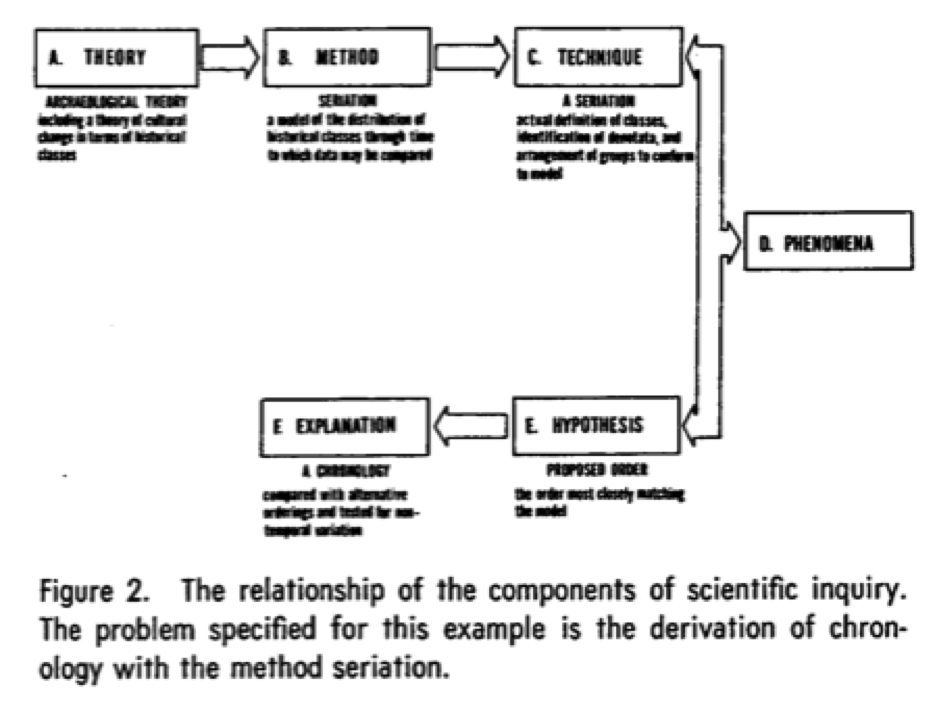 A. THEORY
B. METHOD
C. TECHNIQUE
ARCHAEOLOGICAL THEORY
including a theory of cultural
change in terms of historical
classes
SERIATION
a model of the distribution of
historical classes through time
to which data may be compared
A SERIATION
actual definition of classes,
identification of denotata, and
arrangement of groups to conform
to model
D. PHENOMENA
F EXPLANATION
E. HYPOTHESIS
A CHRONOLOGY
compared with alternative
orderings and tested for non-
temporal variation
PROPOSED ORDER
the order most closely matching
the model
Figure 2. The relationship of the components of scientific inquiry.
The problem specified for this example is the derivation of chron-
ology with the method seriation.